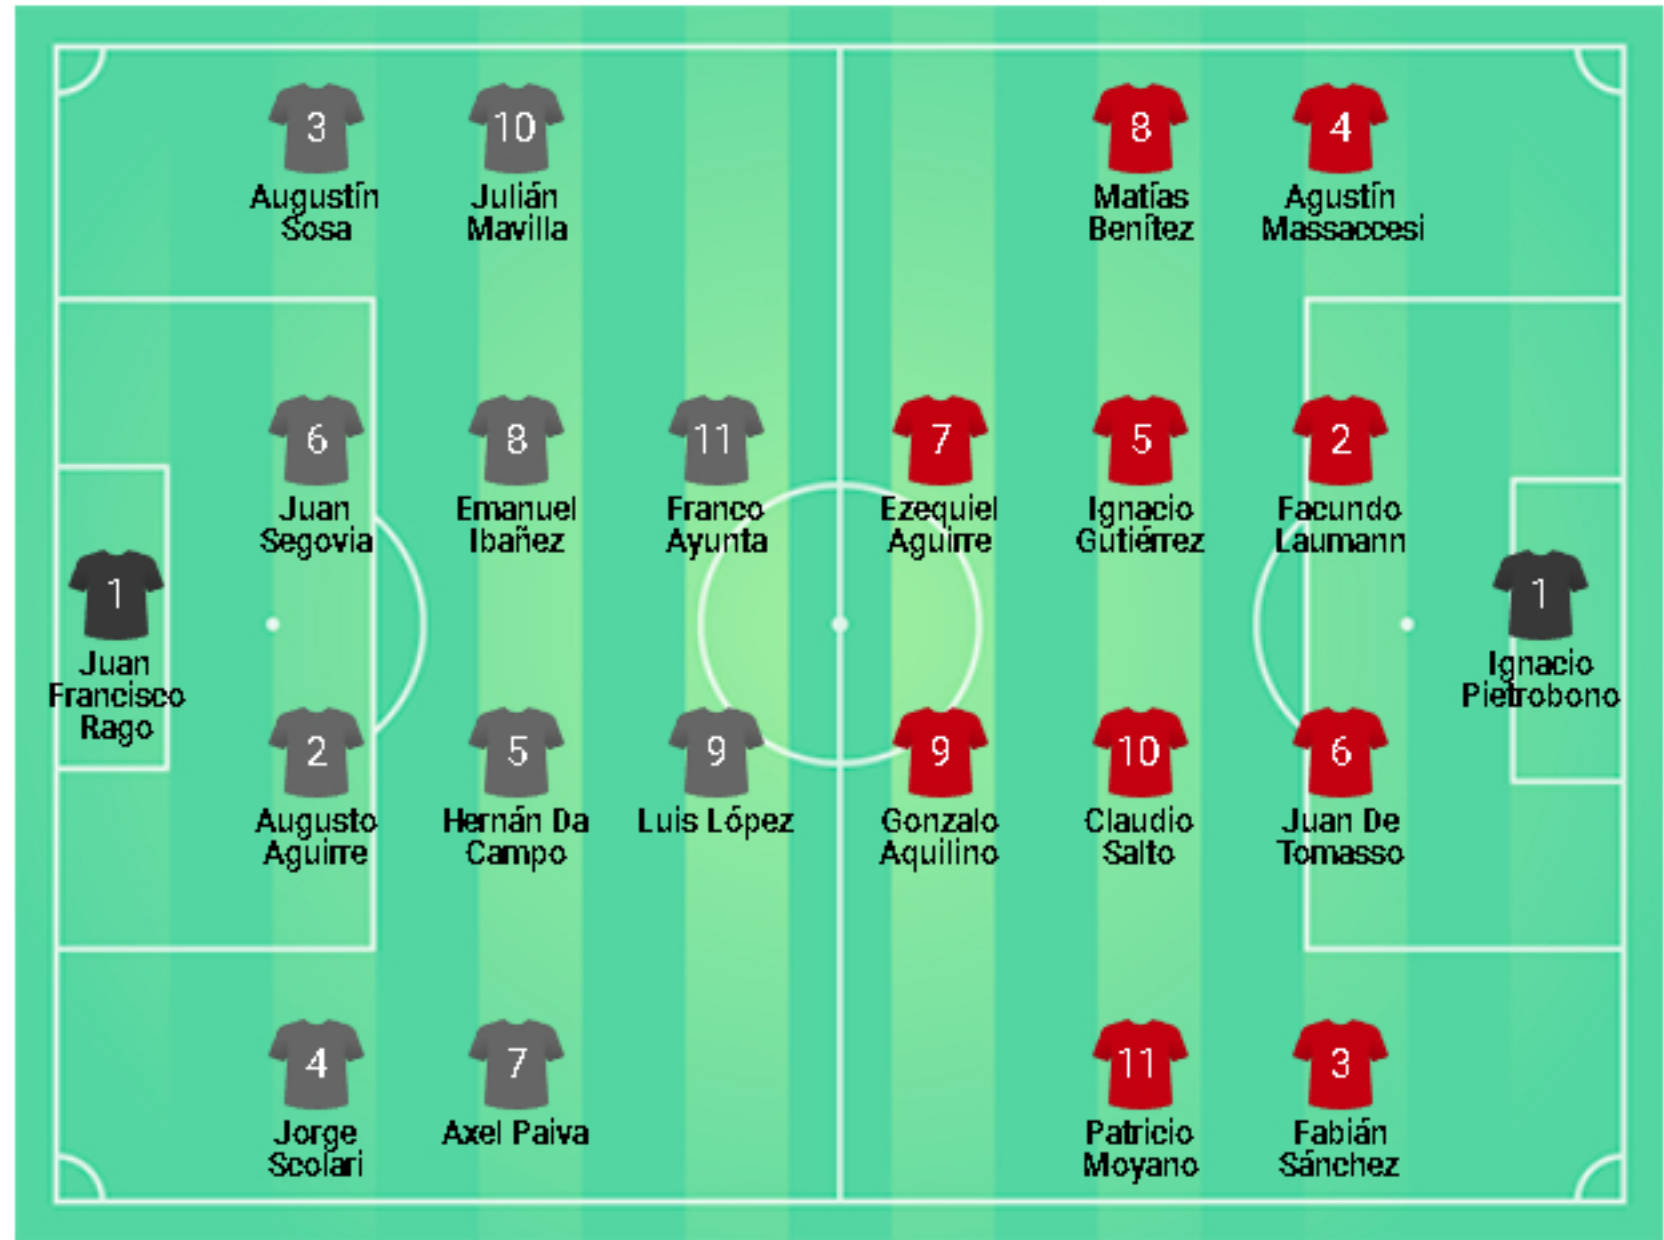 3
Augustín
Sosa
10
Julián
Mavilla
8
Matías
Benítez
4
Agustín
Massaccesi
6
Juan
Segovia
8
Emanuel
Ibañez
11
Franco
Ayunta
7
Ezequiel
Aguirre
5
Ignacio
Gutiérrez
2
Facundo
Laumann
1
Juan
Francisco
Rago
1
Ignacio
Pietrobono
2
Augusto
Aguirre
5
Hernán Da
Campo
9
Luis López
9
Gonzalo
Aquilino
10
Claudio
Salto
6
Juan De
Tomasso
4
Jorge
Scolari
7
Axel Paiva
11
Patricio
Moyano
3
Fabián
Sánchez